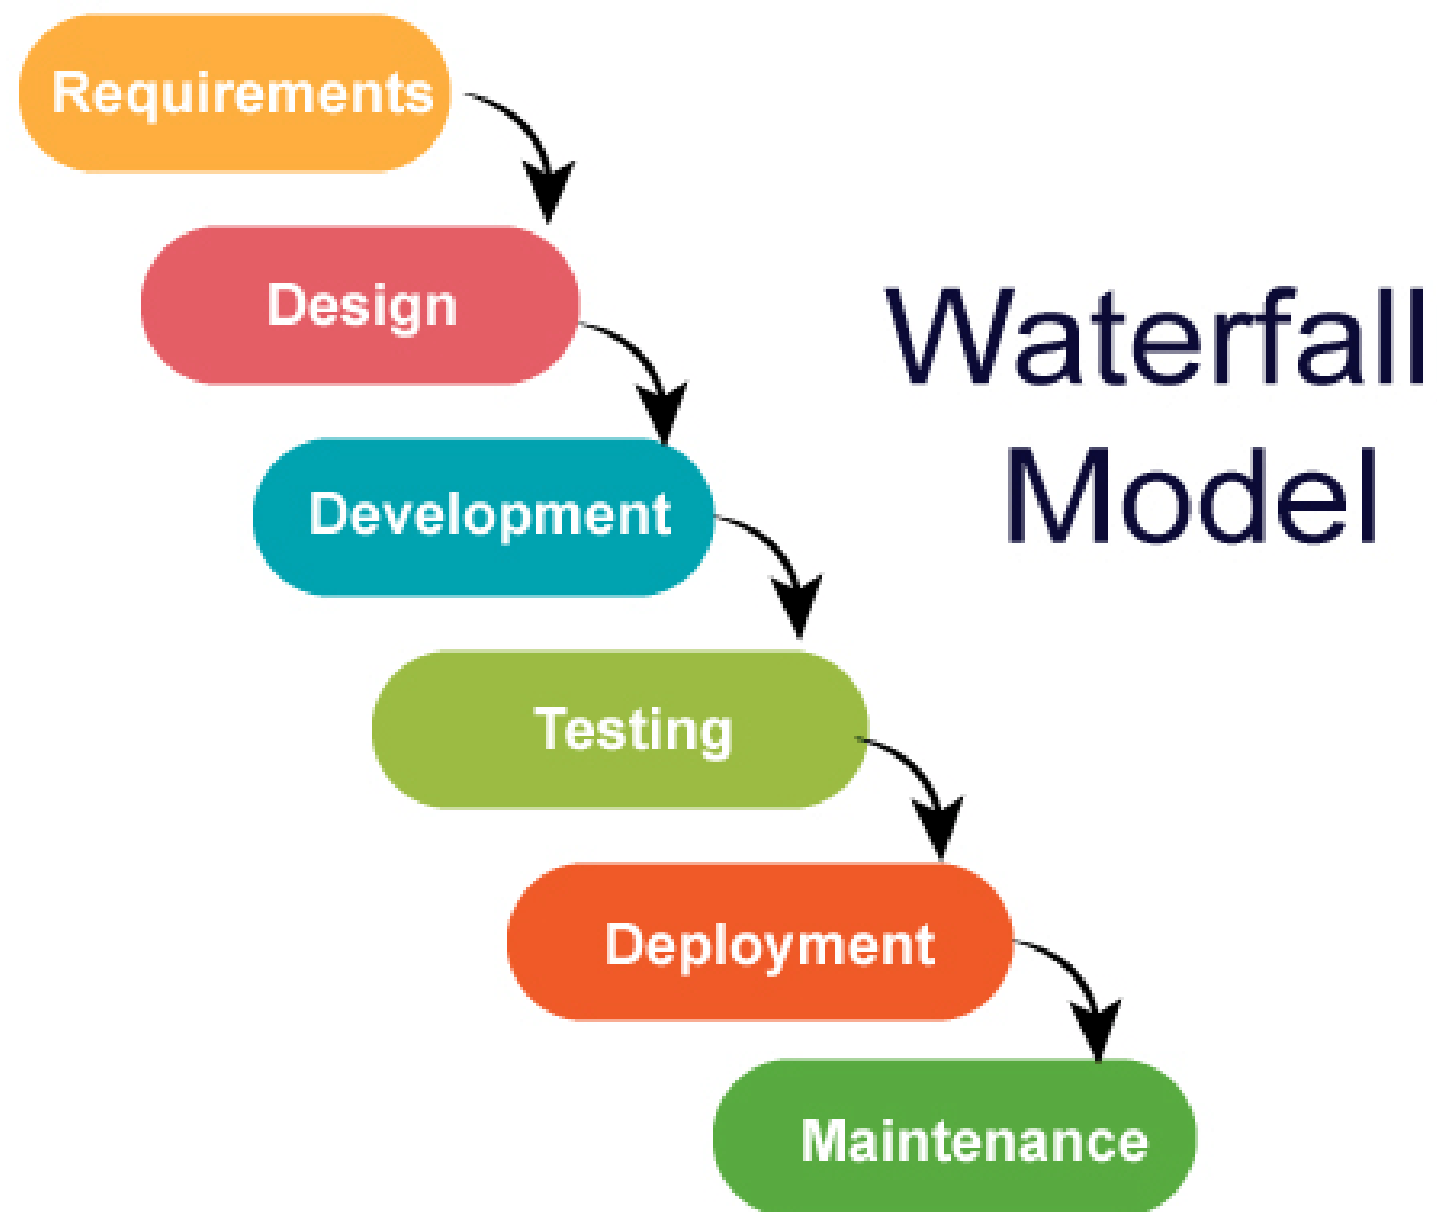 Requirements
Design
Waterfall
Model
Development
Testing
Deployment
Maintenance